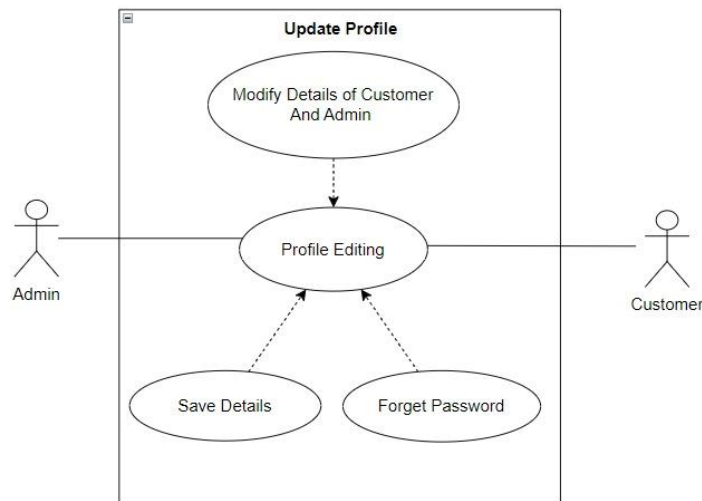 Update Profile
Modify Details of Customer
And Admin
Profile Editing
Admin
Customer
Save Details
Forget Password